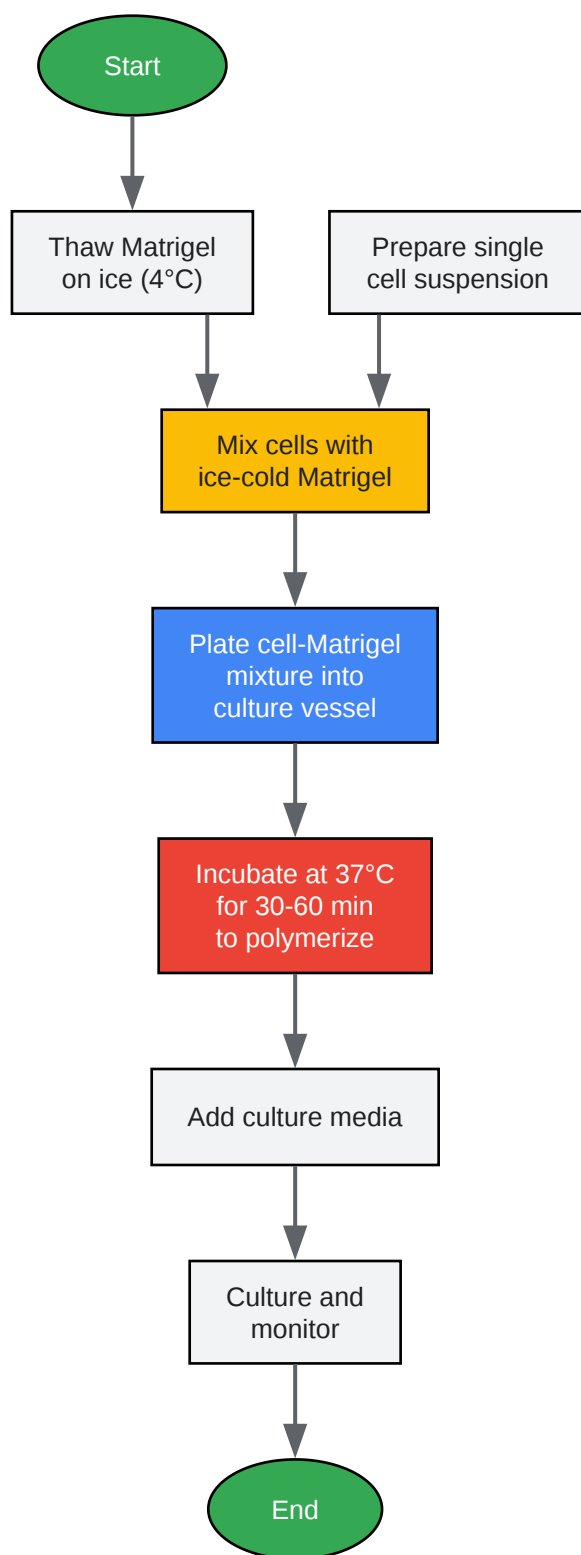 Start
Thaw Matrigel
on ice (4°C)
Prepare single
cell suspension
Mix cells with
ice-cold Matrigel
Plate cell-Matrigel
mixture into
culture vessel
Incubate at 37°C
for 30-60 min
to polymerize
Add culture media
Culture and
monitor
End